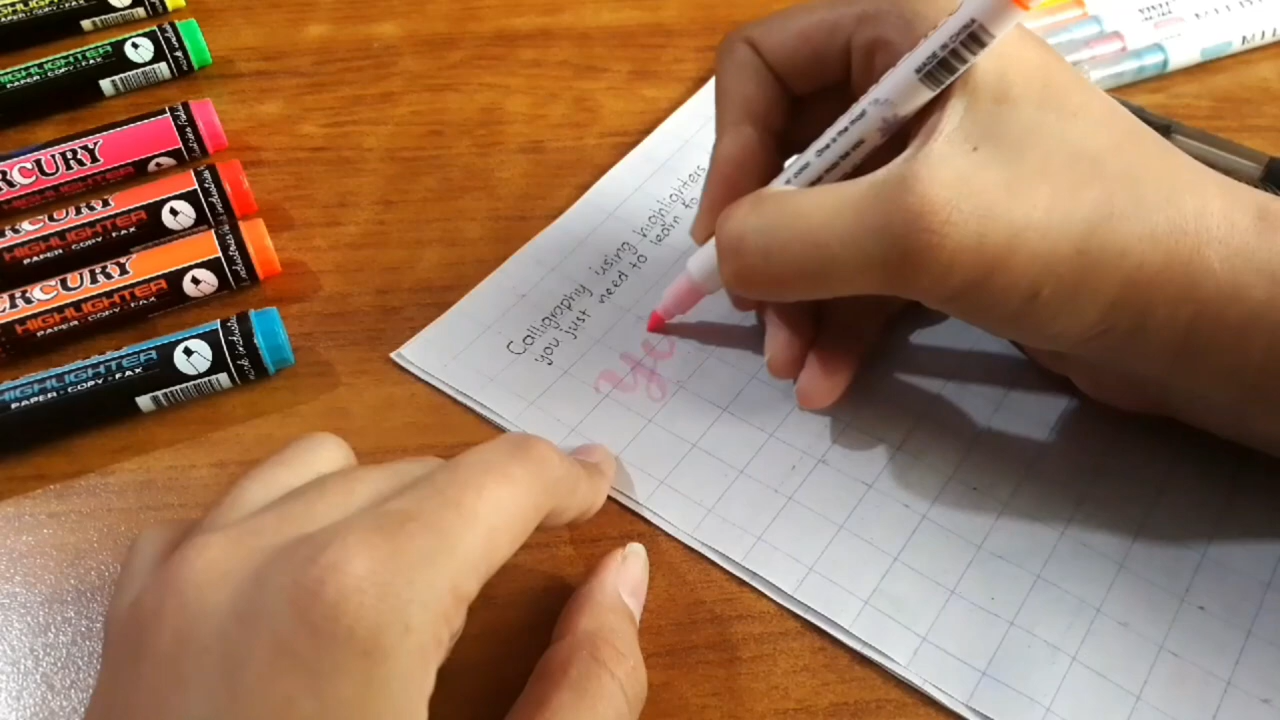 PAPER • COPY • FAX
HIGHLIGHTER
PAPER • COPY • FAX
RCURY
HIGHLIGHTER
RCURY
HIGHLIGHTER
PAPER • COPY • FAX
RCURY
HIGHLIGHTER
PAPER • COPY • FAX
HIGHLIGHTER
PAPER • COPY • FAX
Calligraphy using highlighters
you just need to learn to
ye
MADE IN CHINA